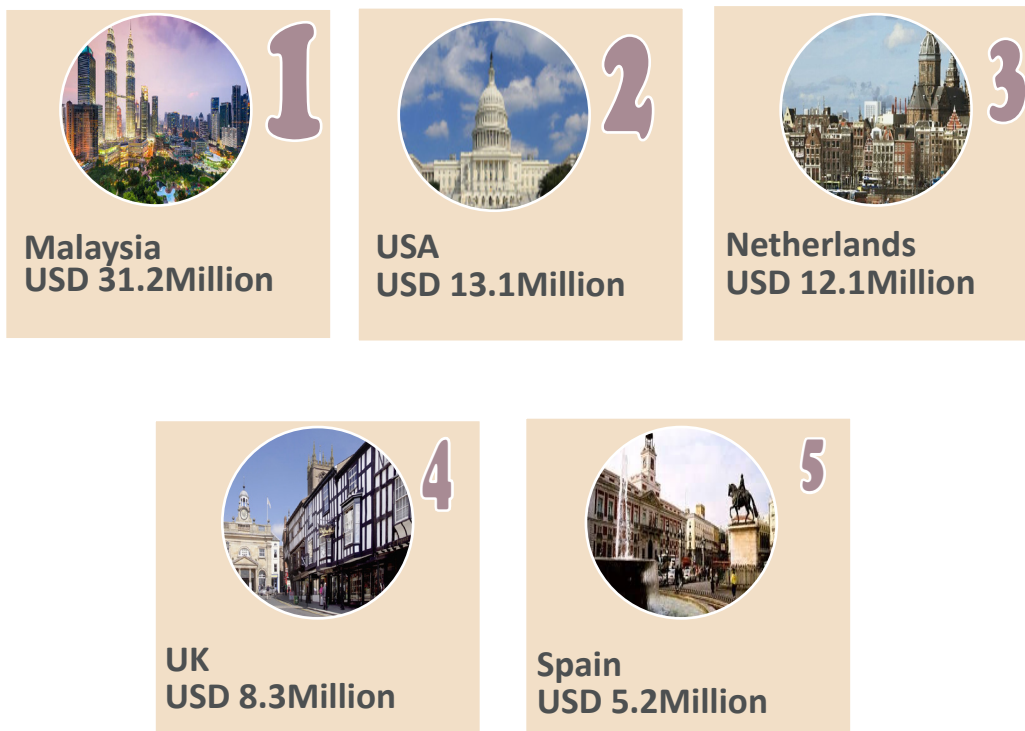 1
Malaysia
USD 31.2Million
2
USA
USD 13.1Million
3
Netherlands
USD 12.1Million
4
UK
USD 8.3Million
5
Spain
USD 5.2Million